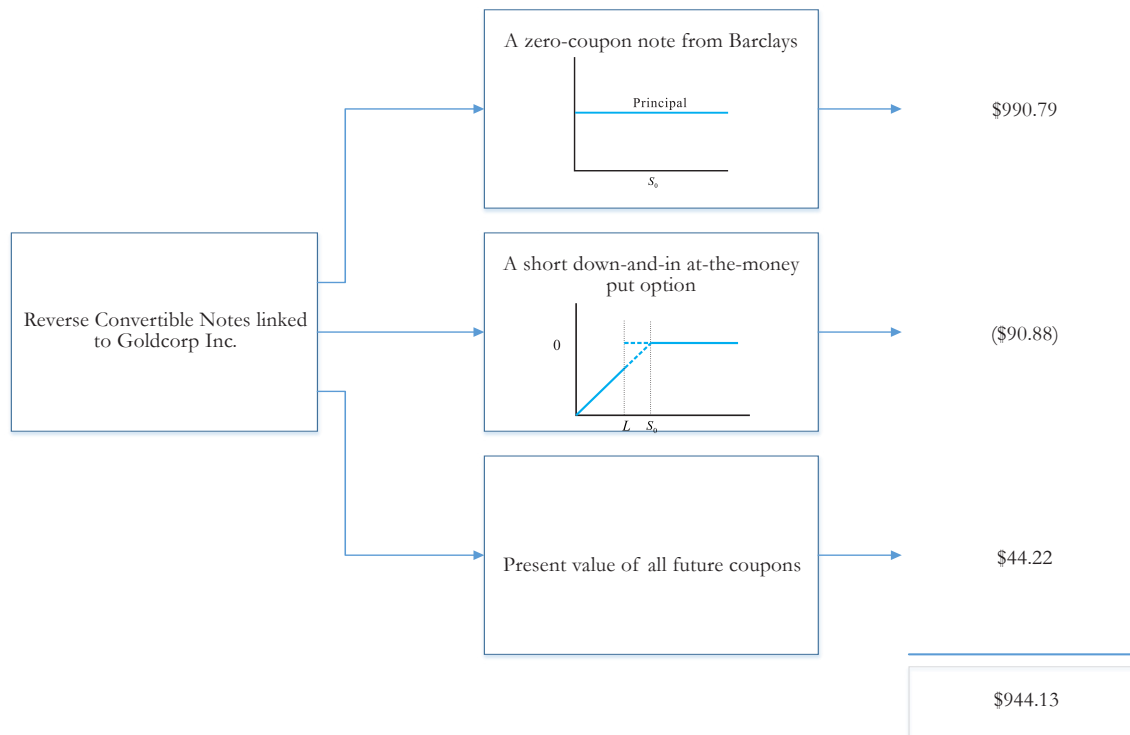 A zero-coupon note from Barclays
Principal
S₀
$990.79
Reverse Convertible Notes linked
to Goldcorp Inc.
A short down-and-in at-the-money
put option
0
L S₀
($90.88)
Present value of all future coupons
$44.22
$944.13